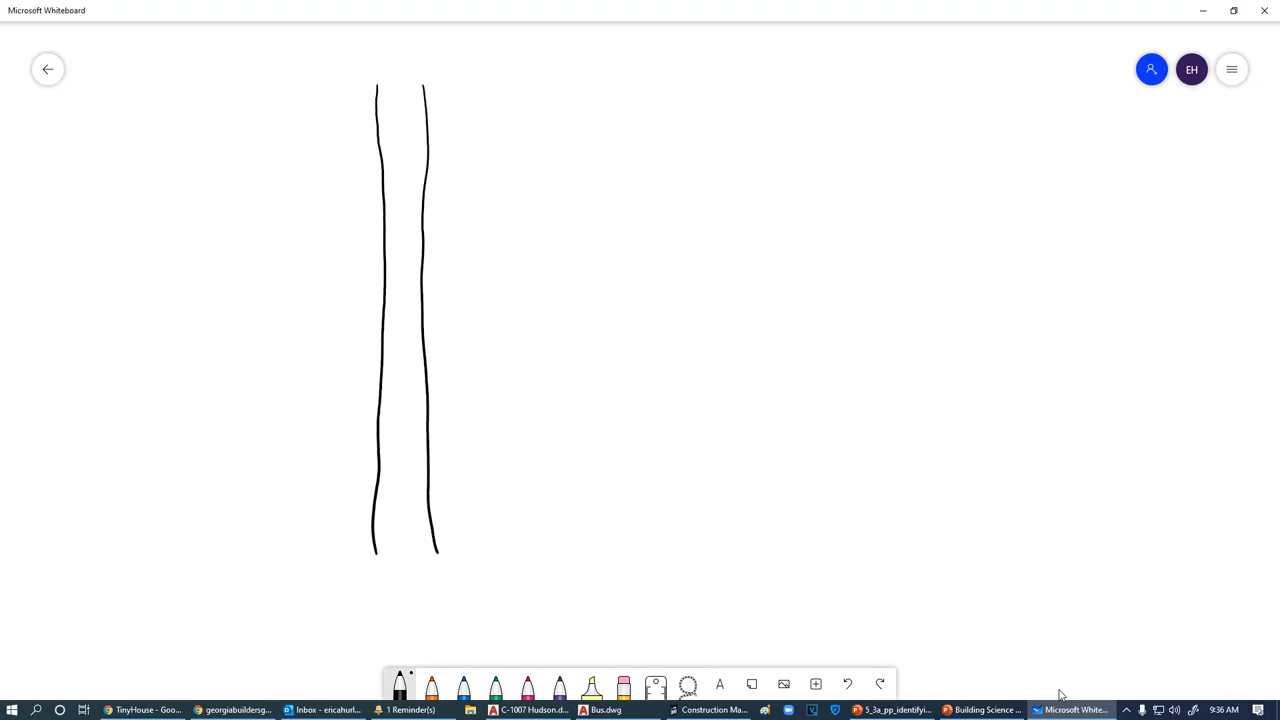 Microsoft Whiteboard
EH
A
TinyHouse - Goo...
georgiabuildersg...
Inbox - ericahurl...
1 Reminder(s)
C-1007 Hudson.d...
Bus.dwg
Construction Ma...
5_3a_pp_identifyi...
Building Science ...
Microsoft White...
9:36 AM